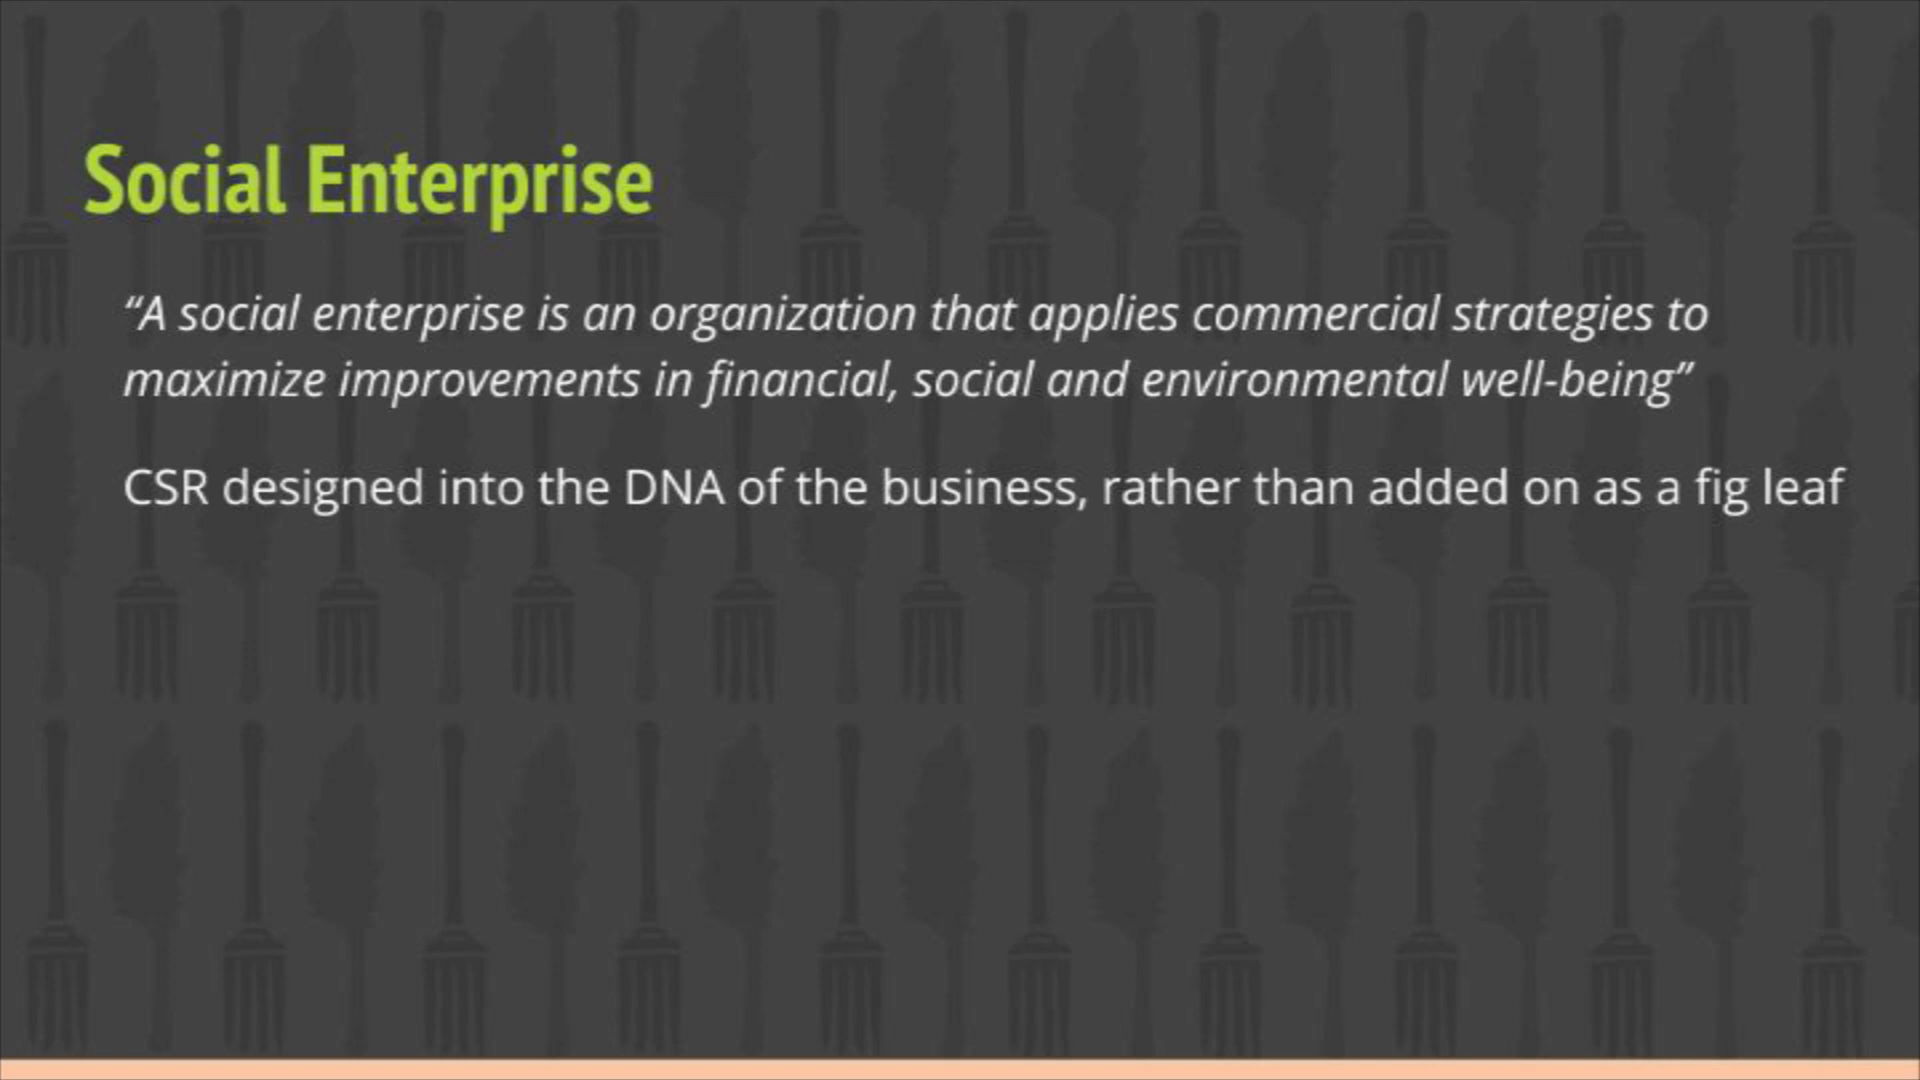 Social Enterprise
“A social enterprise is an organization that applies commercial strategies to
maximize improvements in financial, social and environmental well-being”
CSR designed into the DNA of the business, rather than added on as a fig leaf